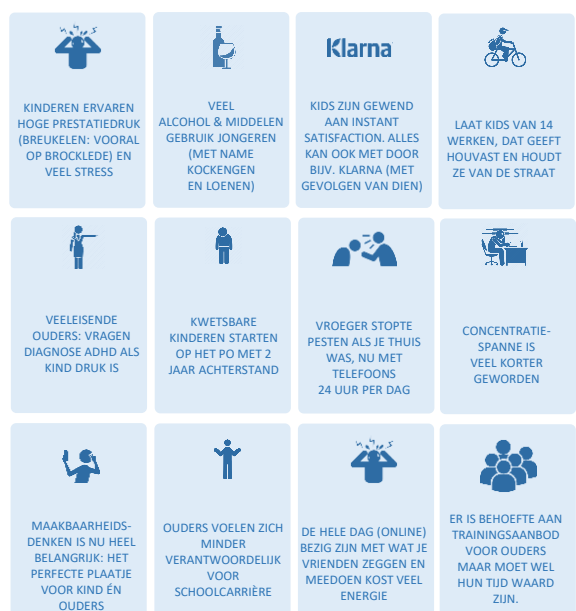 KINDEREN ERVAREN
HOGE PRESTATIEDRUK
(BREUKELEN: VOORAL
OP BROCKLEDE) EN
VEEL STRESS
VEEL
ALCOHOL & MIDDELEN
GEBRUIK JONGEREN
(MET NAME
KOCKENGEN
EN LOENEN)
Klarna
KIDS ZIJN GEWEND
AAN INSTANT
SATISFACTION. ALLES
KAN OOK MET DOOR
BIJV. KLARNA (MET
GEVOLGEN VAN DIEN)
LAAT KIDS VAN 14
WERKEN, DAT GEEFT
HOUVAST EN HOUDT
ZE VAN DE STRAAT
VEELEISENDE
OUDERS: VRAGEN
DIAGNOSE ADHD ALS
KIND DRUK IS
KWETSBARE
KINDEREN STARTEN
OP HET PO MET 2
JAAR ACHTERSTAND
VROEGER STOPTE
PESTEN ALS JE THUIS
WAS, NU MET
TELEFOONS
24 UUR PER DAG
CONCENTRATIE-
SPANNE IS
VEEL KORTER
GEWORDEN
MAAKBAARHEIDS-
DENKEN IS NU HEEL
BELANGRIJK: HET
PERFECTE PLAATJE
VOOR KIND ÉN
OUDERS
OUDERS VOELEN ZICH
MINDER
VERANTWOORDELIJK
VOOR
SCHOOLCARRIÈRE
DE HELE DAG (ONLINE)
BEZIG ZIJN MET WAT JE
VRIENDEN ZEGGEN EN
MEEDOEN KOST VEEL
ENERGIE
ER IS BEHOEFTE AAN
TRAININGSAANBOD
VOOR OUDERS
MAAR MOET WEL
HUN TIJD WAARD
ZIJN.